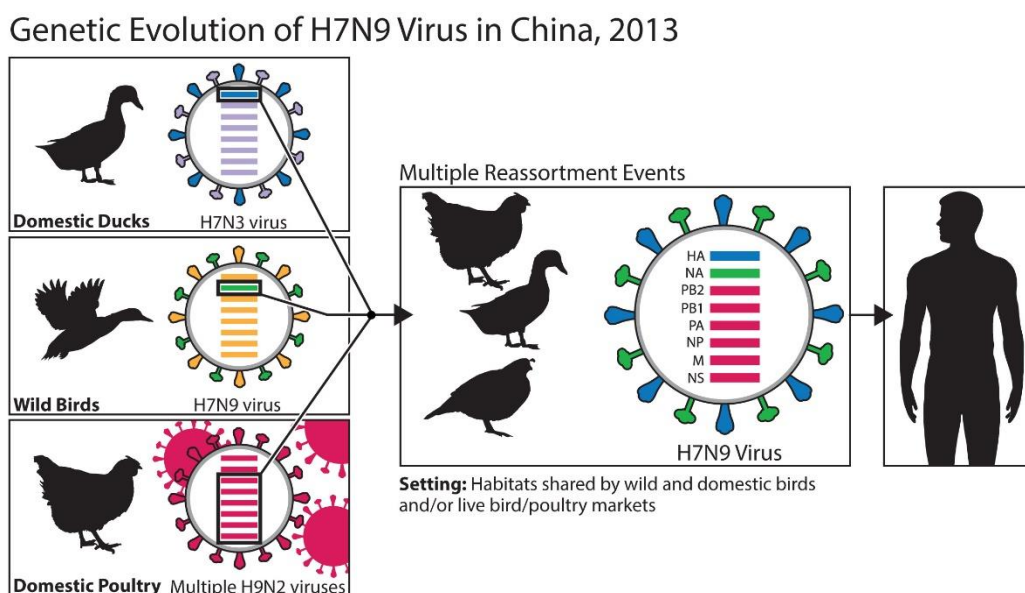 Genetic Evolution of H7N9 Virus in China, 2013
Domestic Ducks
H7N3 virus
Wild Birds
H7N9 virus
Domestic Poultry
Multiple H9N2 viruses
Multiple Reassortment Events
HA
NA
PB2
PB1
PA
NP
M
NS
H7N9 Virus
Setting: Habitats shared by wild and domestic birds
and/or live bird/poultry markets